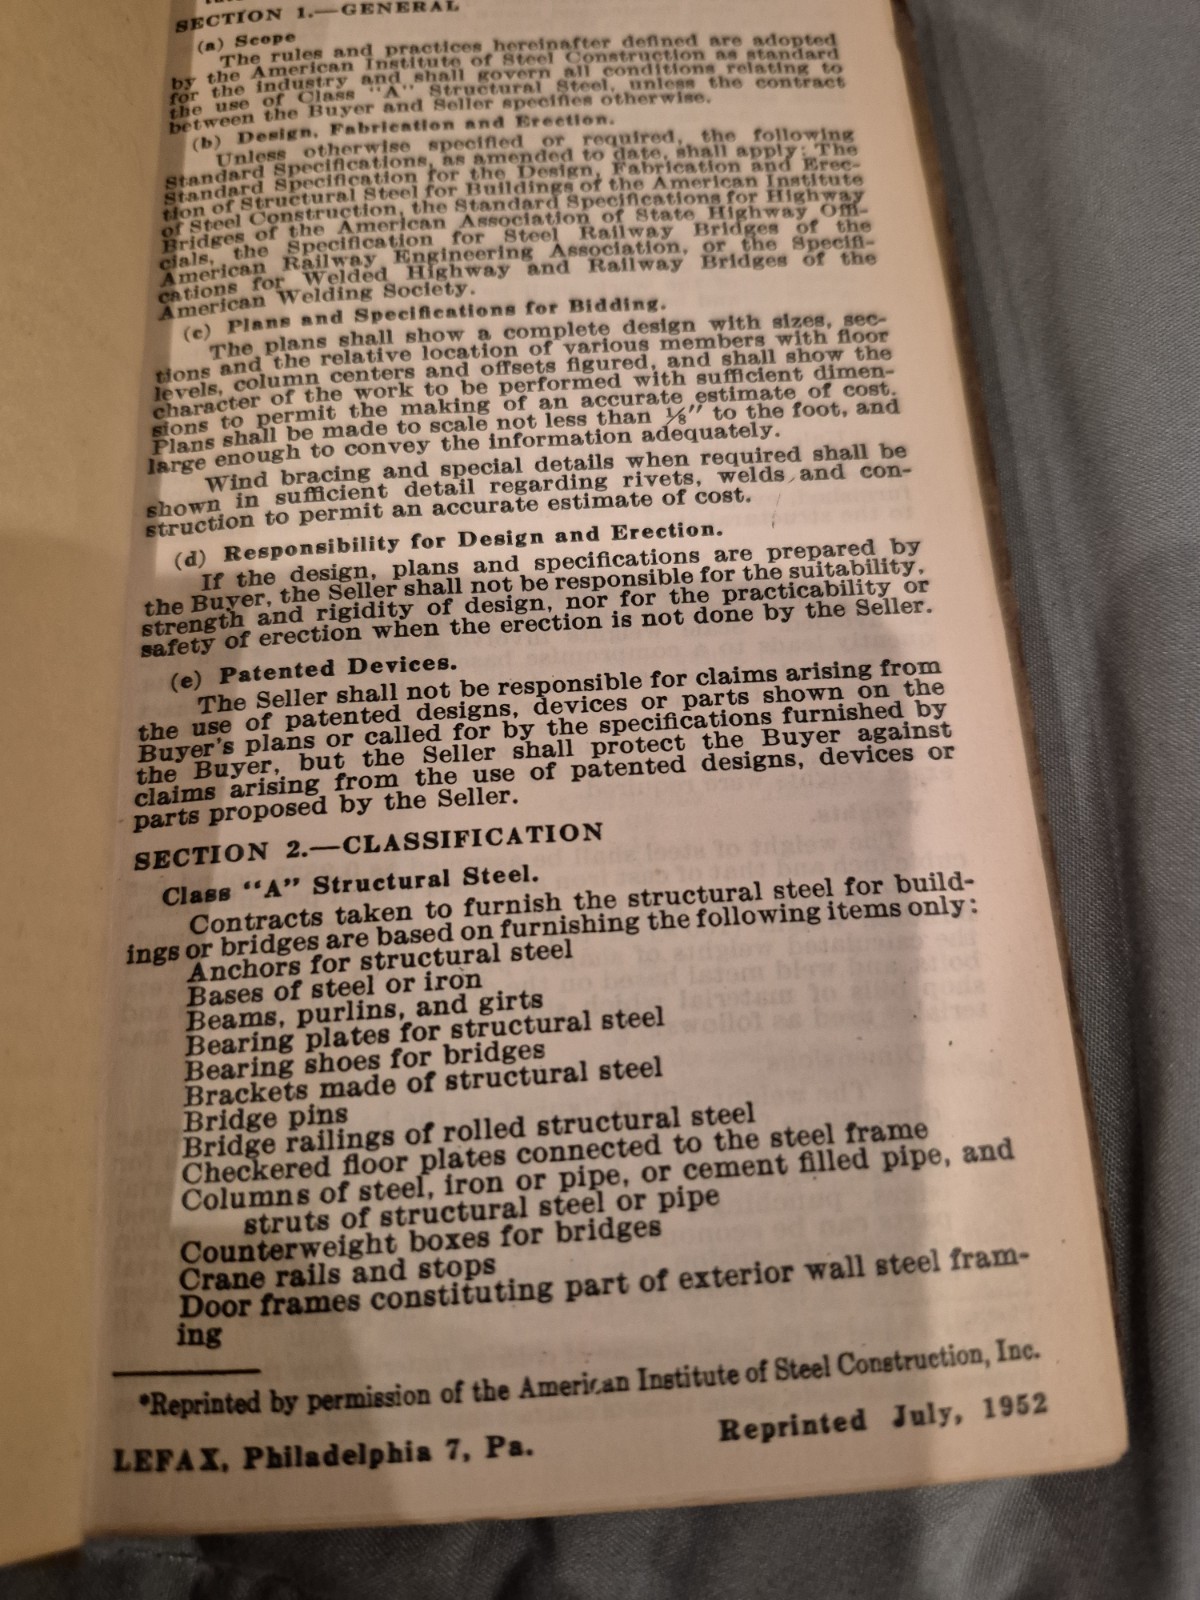 SECTION 1.—GENERAL
(a) Scope
The rules and practices hereinafter defined are adopted
by the American Institute of Steel Construction as standard
for the industry and shall govern all conditions relating to
the use of Class "A" Structural Steel, unless the contract
between the Buyer and Seller specifies otherwise.
(b) Design, Fabrication and Erection.
Unless otherwise specified or required, the following
Standard Specifications, as amended to date, shall apply: The
Standard Specification for the Design, Fabrication and Erec-
tion of Structural Steel for Buildings of the American Institute
of Steel Construction, the Standard Specifications for Highway
Bridges of the American Association of State Highway Offi-
cials, the Specification for Steel Railway Bridges of the
American Railway Engineering Association, or the Specifi-
cations for Welded Highway and Railway Bridges of the
American Welding Society.
(c) Plans and Specifications for Bidding.
The plans shall show a complete design with sizes, sec-
tions and the relative location of various members with floor
levels, column centers and offsets figured, and shall show the
character of the work to be performed with sufficient dimen-
sions to permit the making of an accurate estimate of cost.
Plans shall be made to scale not less than 1/8" to the foot, and
large enough to convey the information adequately.
Wind bracing and special details when required shall be
shown in sufficient detail regarding rivets, welds and con-
struction to permit an accurate estimate of cost.
(d) Responsibility for Design and Erection.
If the design, plans and specifications are prepared by
the Buyer, the Seller shall not be responsible for the suitability,
strength and rigidity of design, nor for the practicability or
safety of erection when the erection is not done by the Seller.
(e) Patented Devices.
The Seller shall not be responsible for claims arising from
the use of patented designs, devices or parts shown on the
Buyer's plans or called for by the specifications furnished by
the Buyer, but the Seller shall protect the Buyer against
claims arising from the use of patented designs, devices or
parts proposed by the Seller.
SECTION 2.—CLASSIFICATION
Class "A" Structural Steel.
Contracts taken to furnish the structural steel for build-
ings or bridges are based on furnishing the following items only:
Anchors for structural steel
Bases of steel or iron
Beams, purlins, and girts
Bearing plates for structural steel
Bearing shoes for bridges
Brackets made of structural steel
Bridge pins
Bridge railings of rolled structural steel
Checkered floor plates connected to the steel frame
Columns of steel, iron or pipe, or cement filled pipe, and
struts of structural steel or pipe
Counterweight boxes for bridges
Crane rails and stops
Door frames constituting part of exterior wall steel fram-
ing
*Reprinted by permission of the American Institute of Steel Construction, Inc.
LEFAX, Philadelphia 7, Pa.
Reprinted July, 1952